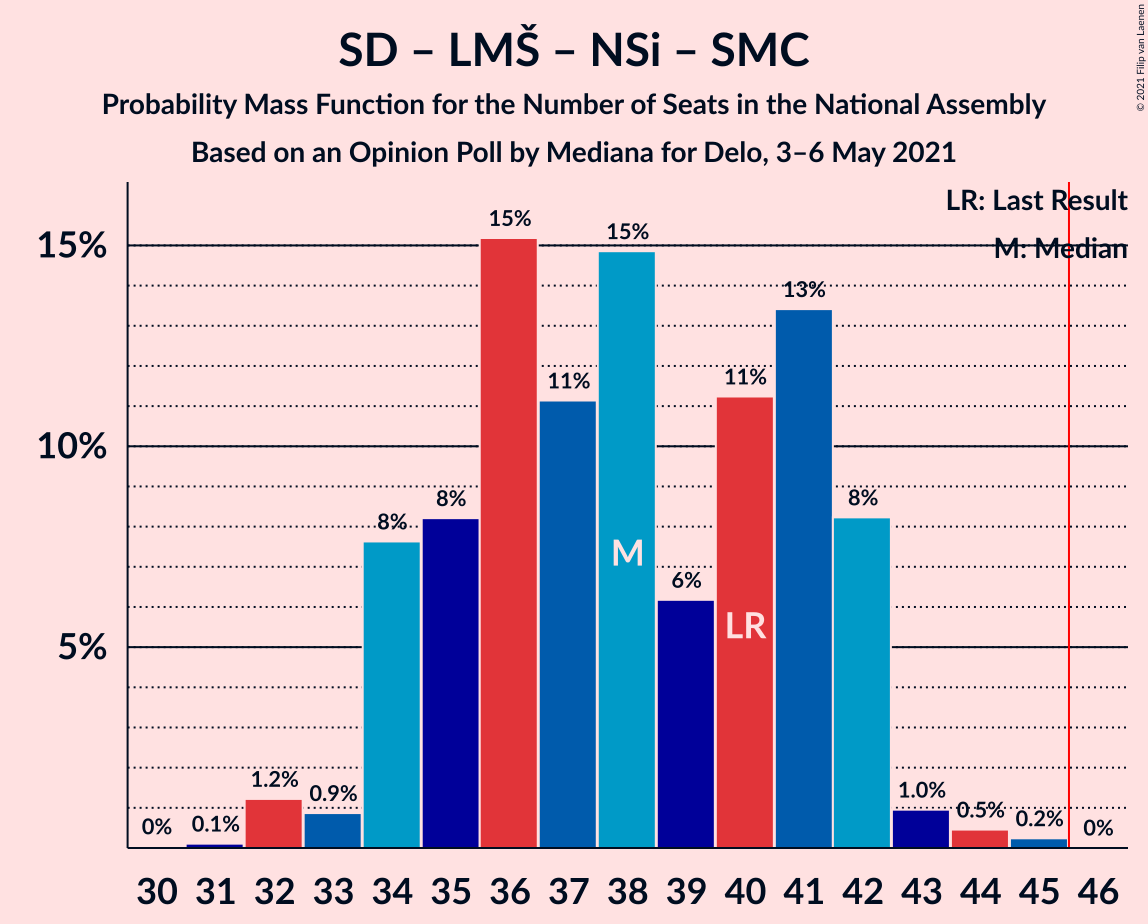 SD – LMŠ – NSi – SMC
Probability Mass Function for the Number of Seats in the National Assembly
Based on an Opinion Poll by Mediana for Delo, 3–6 May 2021
© 2021 Filip van Laenen
LR: Last Result
M: Median
15%
10%
5%
0%
0.1%
1.2%
0.9%
8%
8%
15%
11%
15%
6%
11%
13%
8%
1.0%
0.5%
0.2%
0%
M
LR
30 31 32 33 34 35 36 37 38 39 40 41 42 43 44 45 46